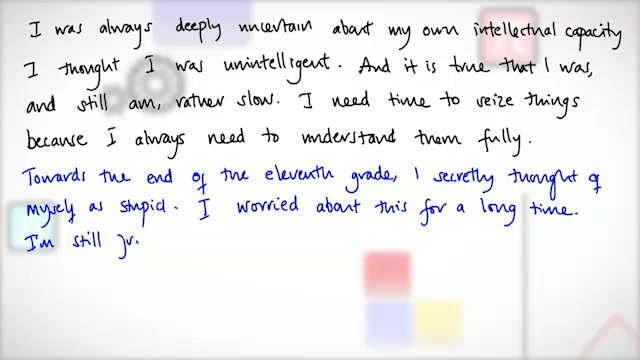 I was always deeply uncertain about my own intellectual capacity
I thought I was unintelligent. And it is true that I was,
and still am, rather slow. I need time to seize things
because I always need to understand them fully.
Towards the end of the eleventh grade, I secretly thought of
myself as stupid. I worried about this for a long time.
I'm still